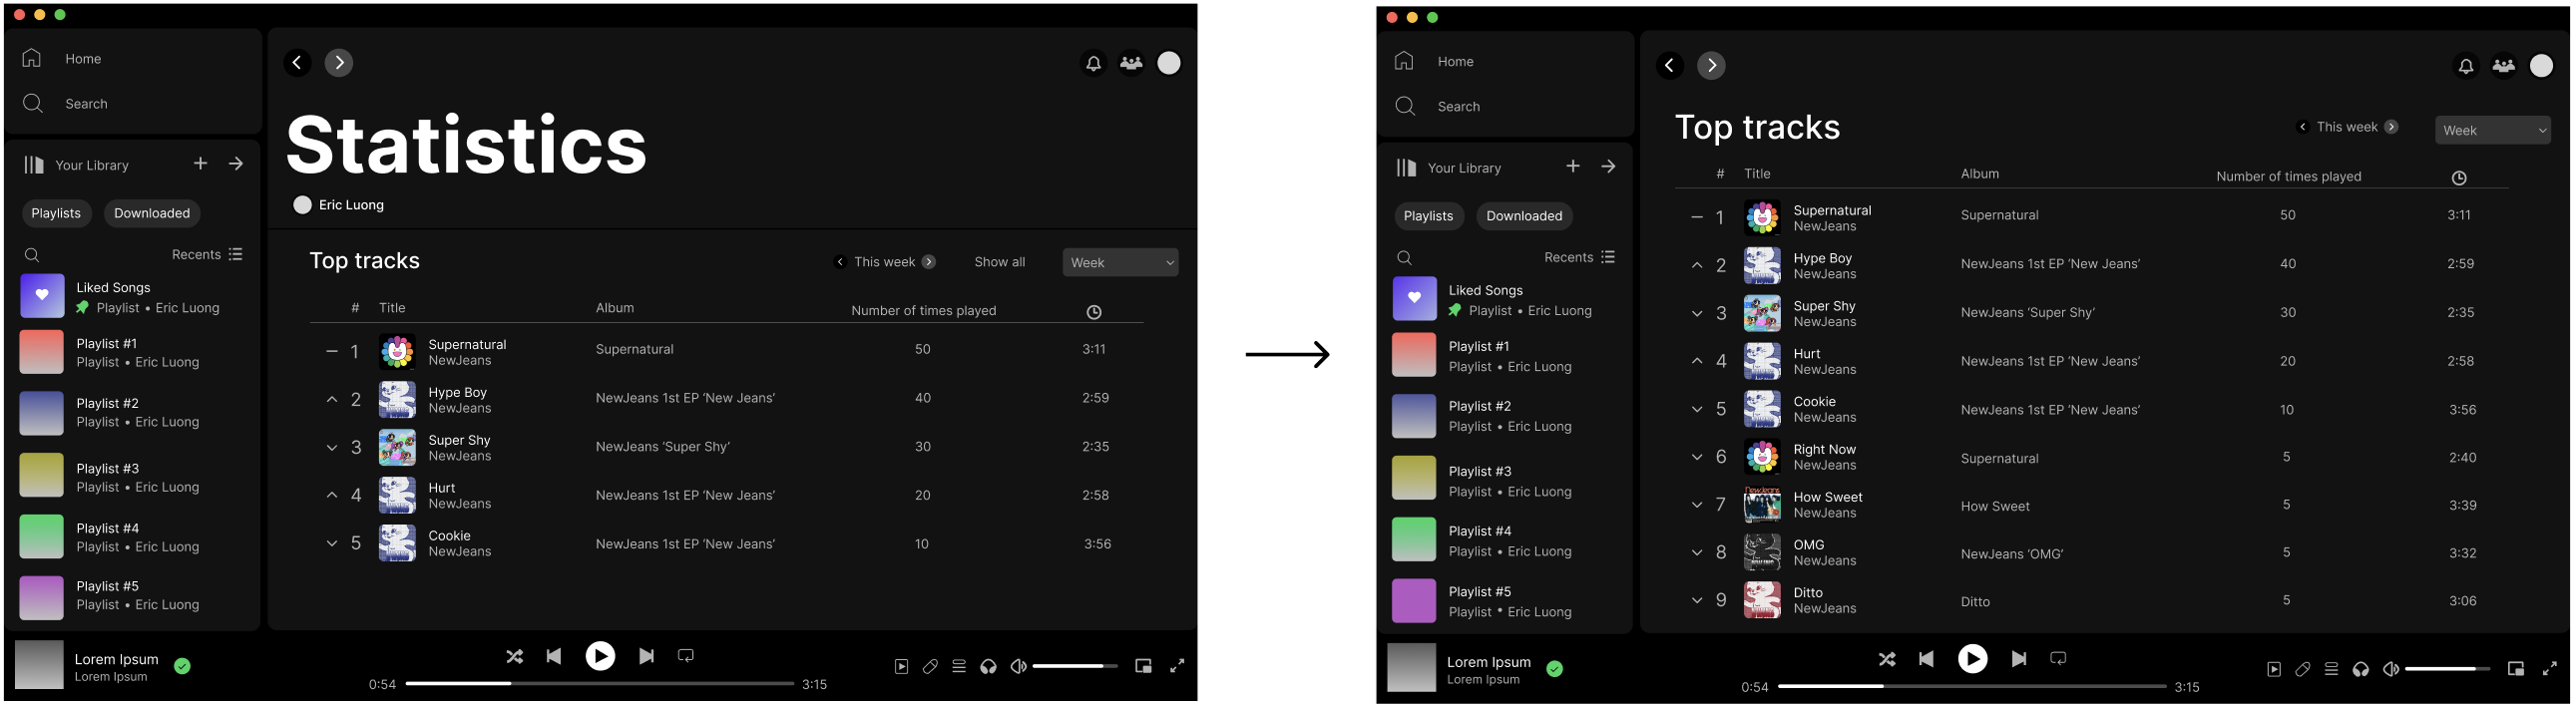 Home
Search
Your Library
Playlists Downloaded
Recents
Liked Songs
Playlist • Eric Luong
Playlist #1
Playlist • Eric Luong
Playlist #2
Playlist • Eric Luong
Playlist #3
Playlist • Eric Luong
Playlist #4
Playlist • Eric Luong
Playlist #5
Playlist • Eric Luong
Statistics
Eric Luong
Top tracks This week Show all Week
# Title Album Number of times played
1 Supernatural Supernatural 50 3:11
NewJeans
2 Hype Boy NewJeans 1st EP ‘New Jeans’ 40 2:59
NewJeans
3 Super Shy NewJeans ‘Super Shy’ 30 2:35
NewJeans
4 Hurt NewJeans 1st EP ‘New Jeans’ 20 2:58
NewJeans
5 Cookie NewJeans 1st EP ‘New Jeans’ 10 3:56
NewJeans
Lorem Ipsum
Lorem Ipsum
0:54 3:15
Home
Search
Your Library
Playlists Downloaded
Recents
Liked Songs
Playlist • Eric Luong
Playlist #1
Playlist • Eric Luong
Playlist #2
Playlist • Eric Luong
Playlist #3
Playlist • Eric Luong
Playlist #4
Playlist • Eric Luong
Playlist #5
Playlist • Eric Luong
Top tracks This week Week
# Title Album Number of times played
1 Supernatural Supernatural 50 3:11
NewJeans
2 Hype Boy NewJeans 1st EP ‘New Jeans’ 40 2:59
NewJeans
3 Super Shy NewJeans ‘Super Shy’ 30 2:35
NewJeans
4 Hurt NewJeans 1st EP ‘New Jeans’ 20 2:58
NewJeans
5 Cookie NewJeans 1st EP ‘New Jeans’ 10 3:56
NewJeans
6 Right Now Supernatural 5 2:40
NewJeans
7 How Sweet How Sweet 5 3:39
NewJeans
8 OMG NewJeans ‘OMG’ 5 3:32
NewJeans
9 Ditto Ditto 5 3:06
NewJeans
Lorem Ipsum
Lorem Ipsum
0:54 3:15